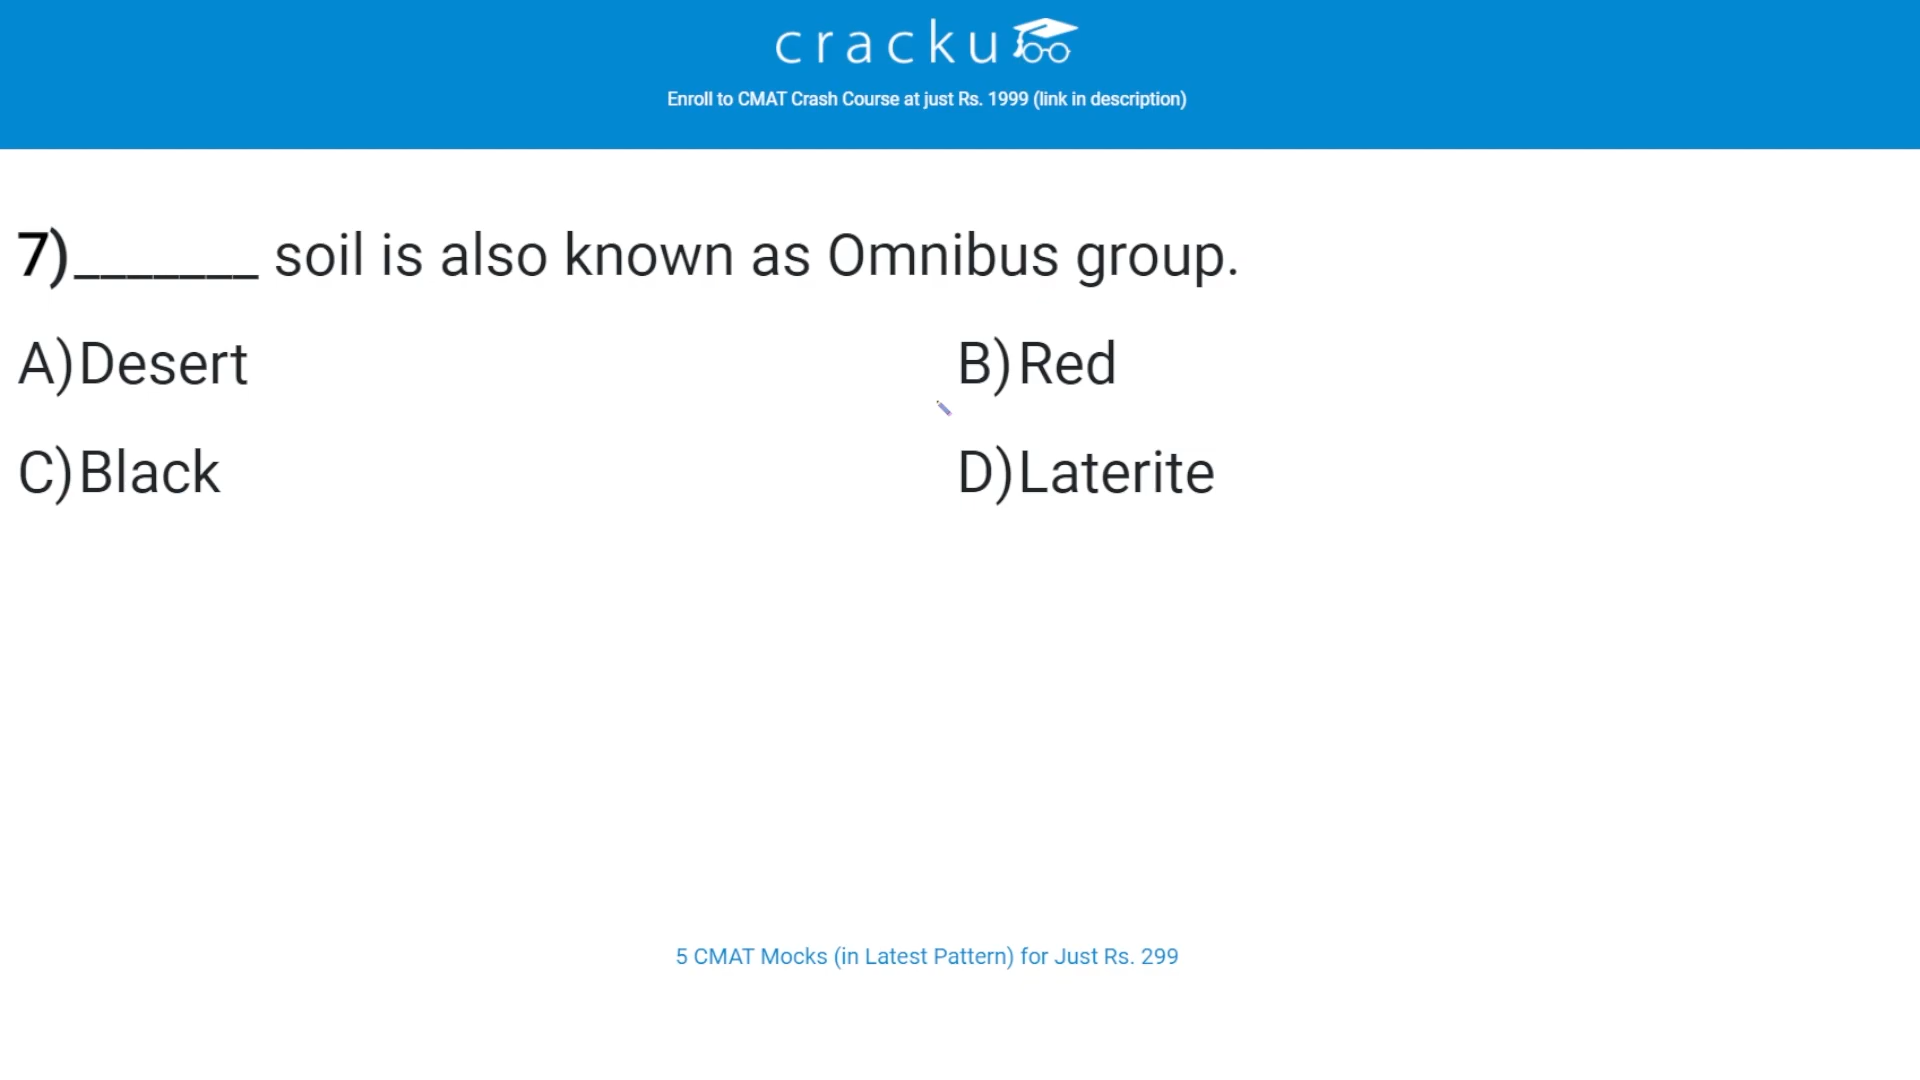 cracku
Enroll to CMAT Crash Course at just Rs. 1999 (link in description)
7)_______ soil is also known as Omnibus group.
A)Desert
B)Red
C)Black
D)Laterite
5 CMAT Mocks (in Latest Pattern) for Just Rs. 299